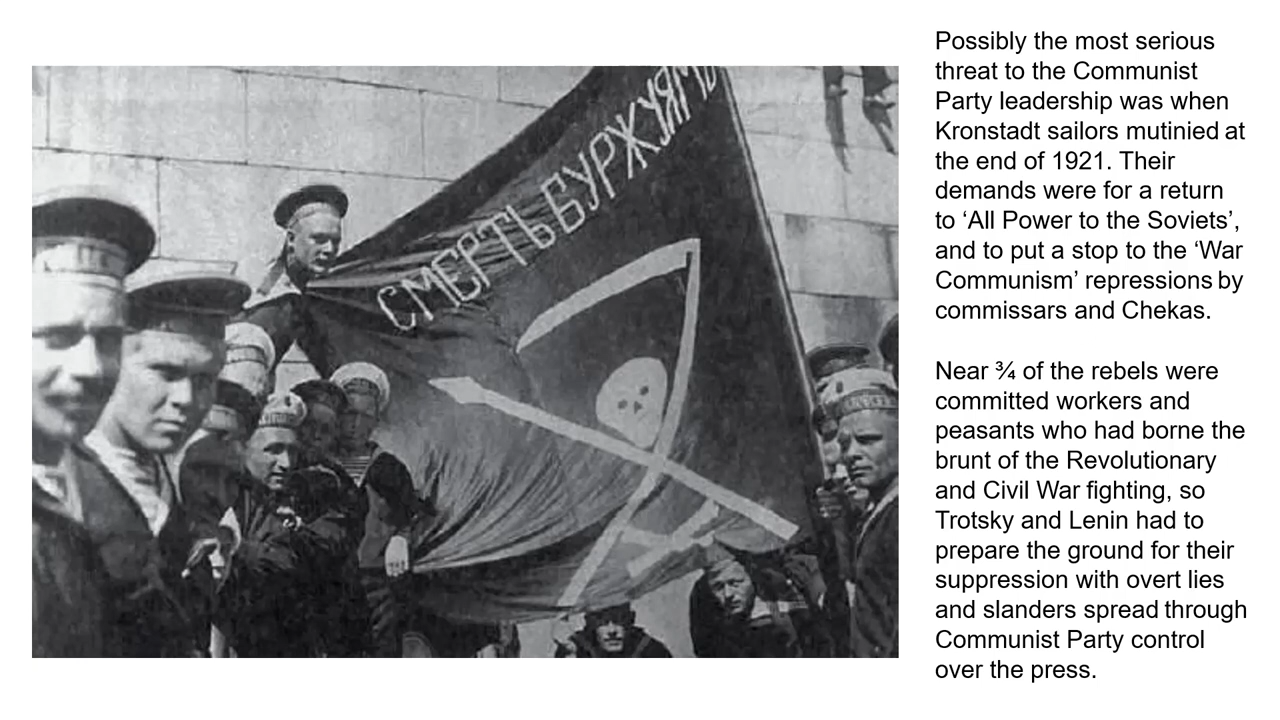 СМЕРТЬ БУРЖУЯМЪ
Possibly the most serious
threat to the Communist
Party leadership was when
Kronstadt sailors mutinied at
the end of 1921. Their
demands were for a return
to ‘All Power to the Soviets’,
and to put a stop to the ‘War
Communism’ repressions by
commissars and Chekas.
Near ¾ of the rebels were
committed workers and
peasants who had borne the
brunt of the Revolutionary
and Civil War fighting, so
Trotsky and Lenin had to
prepare the ground for their
suppression with overt lies
and slanders spread through
Communist Party control
over the press.